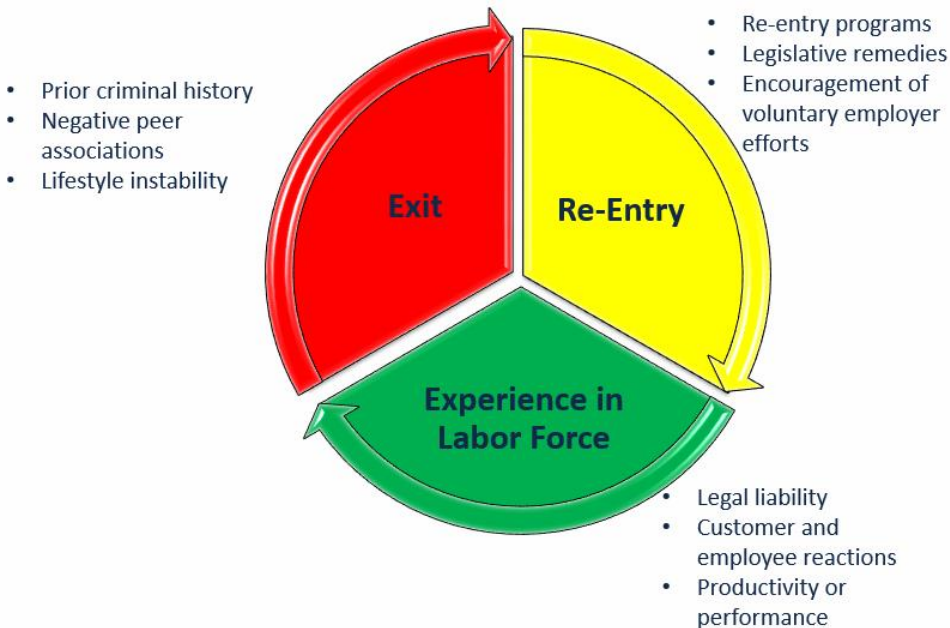 • Prior criminal history
• Negative peer
associations
• Lifestyle instability
Exit
Re-Entry
• Re-entry programs
• Legislative remedies
• Encouragement of
voluntary employer
efforts
Experience in
Labor Force
• Legal liability
• Customer and
employee reactions
• Productivity or
performance